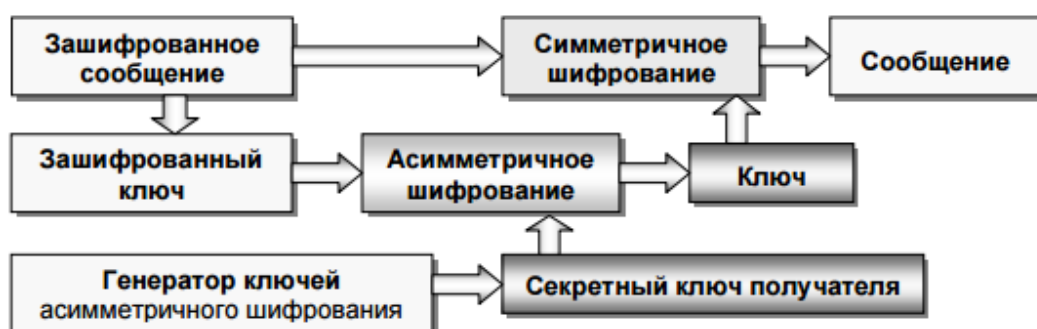 Зашифрованное
сообщение
Симметричное
шифрование
Сообщение
Зашифрованный
ключ
Асимметричное
шифрование
Ключ
Генератор ключей
асимметричного шифрования
Секретный ключ получателя